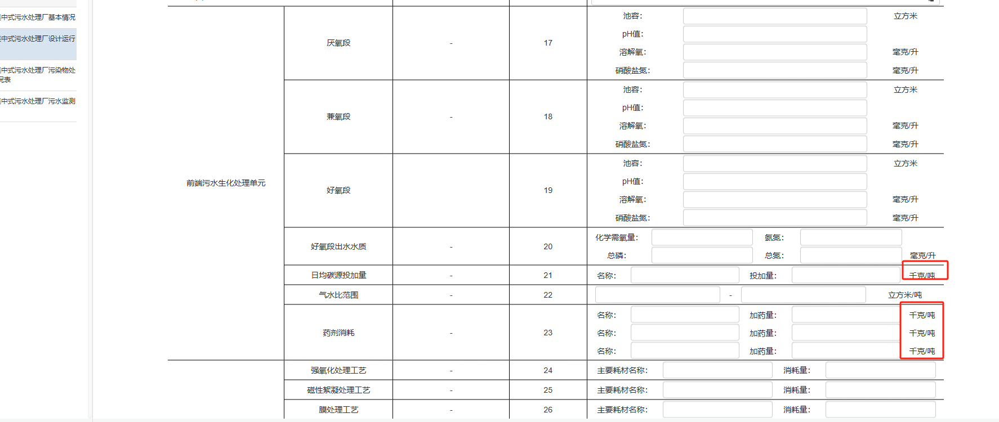 中式污水处理厂基本情况
中式污水处理厂设计运行
中式污水处理厂污染物处
况表
中式污水处理厂污水监测
前端污水生化处理单元
厌氧段 - 17 池容： 立方米
pH值：
溶解氧： 毫克/升
硝酸盐氮： 毫克/升
兼氧段 - 18 池容： 立方米
pH值：
溶解氧： 毫克/升
硝酸盐氮： 毫克/升
好氧段 19 池容： 立方米
pH值：
溶解氧： 毫克/升
硝酸盐氮： 毫克/升
好氧段出水水质 - 20 化学需氧量： 氨氮：
总磷： 总氮： 毫克/升
日均碳源投加量 - 21 名称： 投加量： 千克/吨
气水比范围 - 22 - 立方米/吨
药剂消耗 - 23 名称： 加药量： 千克/吨
名称： 加药量： 千克/吨
名称： 加药量： 千克/吨
强氧化处理工艺 - 24 主要耗材名称： 消耗量：
磁性絮凝处理工艺 - 25 主要耗材名称： 消耗量：
膜处理工艺 - 26 主要耗材名称： 消耗量：